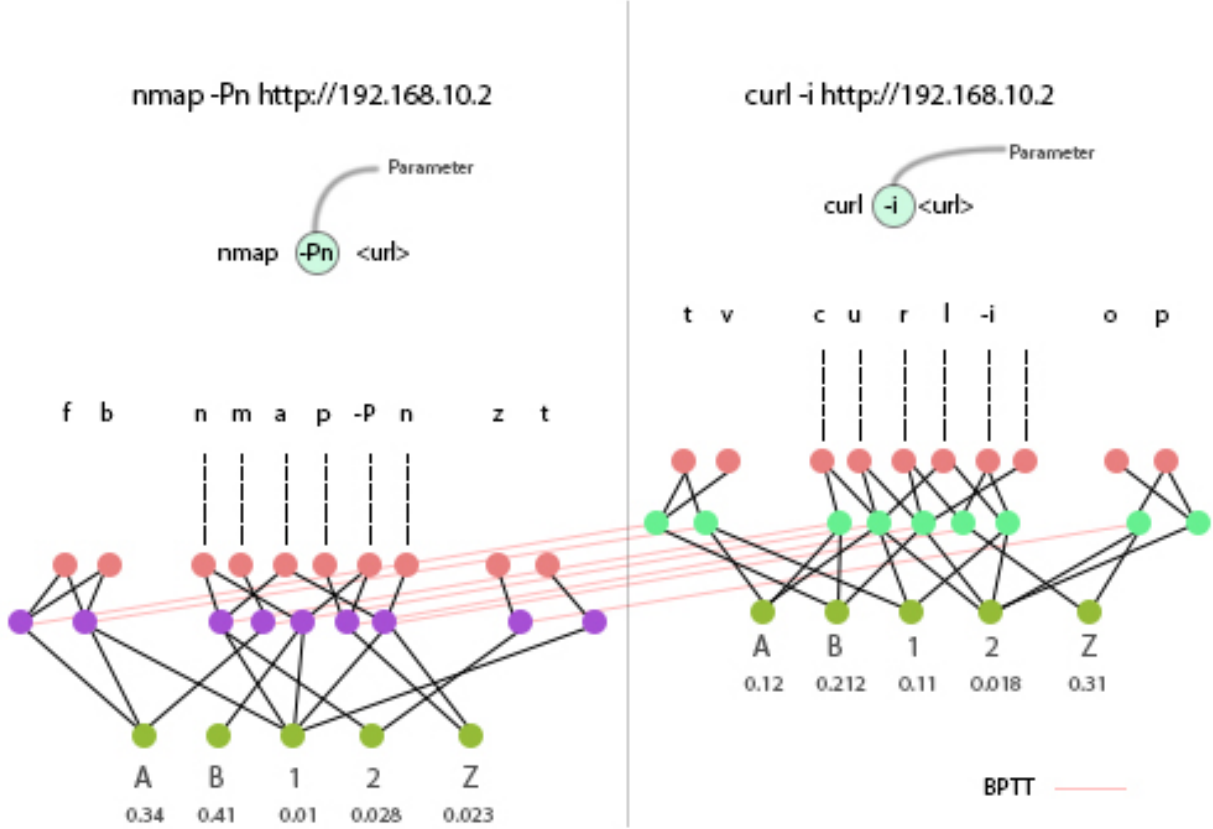 nmap -Pn http://192.168.10.2
Parameter
nmap -Pn <url>
f b n m a p -P n z t
A B 1 2 Z
0.34 0.41 0.01 0.028 0.023
curl -i http://192.168.10.2
Parameter
curl -i <url>
t v c u r l -i o p
A B 1 2 Z
0.12 0.212 0.11 0.018 0.31
BPTT